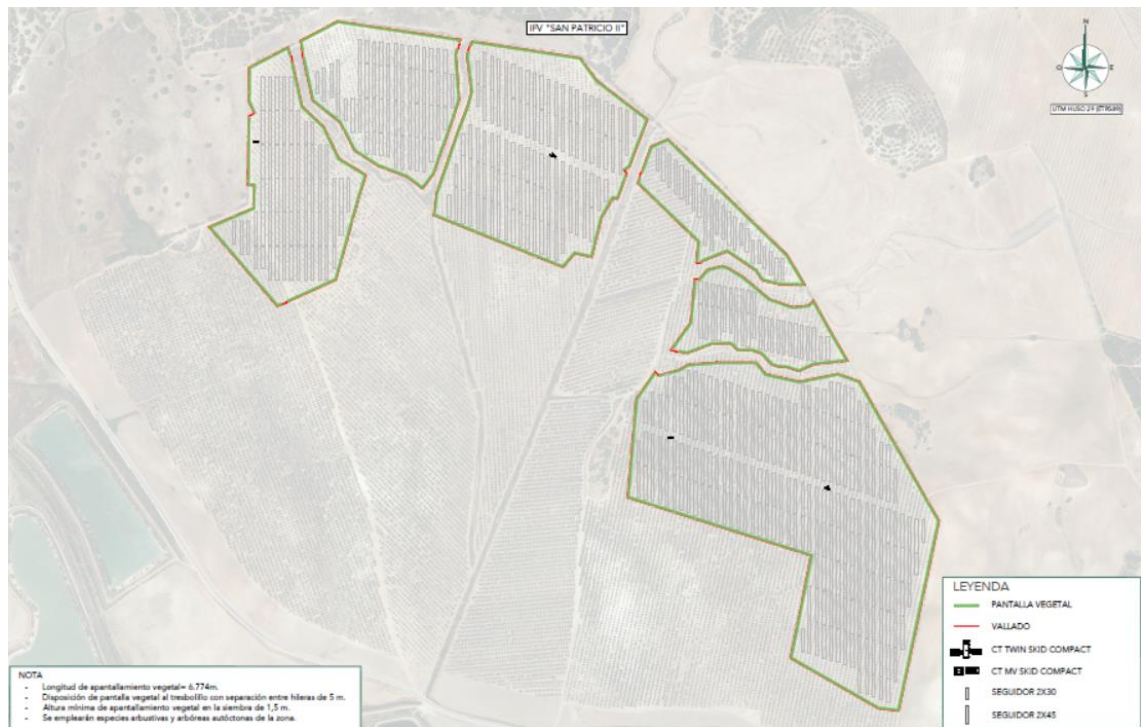 IFV "SAN PATRICIO II"
N
O
E
S
UTM HUSO 29 (ETRS89)
LEYENDA
PANTALLA VEGETAL
VALLADO
CT TWIN SKID COMPACT
CT MV SKID COMPACT
SEGUIDOR 2X30
SEGUIDOR 2X45
NOTA
- Longitud de apantallamiento vegetal= 6.774m.
- Disposición de pantalla vegetal al tresbolillo con separación entre hileras de 5 m.
- Altura mínima de apantallamiento vegetal en la siembra de 1,5 m.
- Se emplearán especies arbustivas y arbóreas autóctonas de la zona.